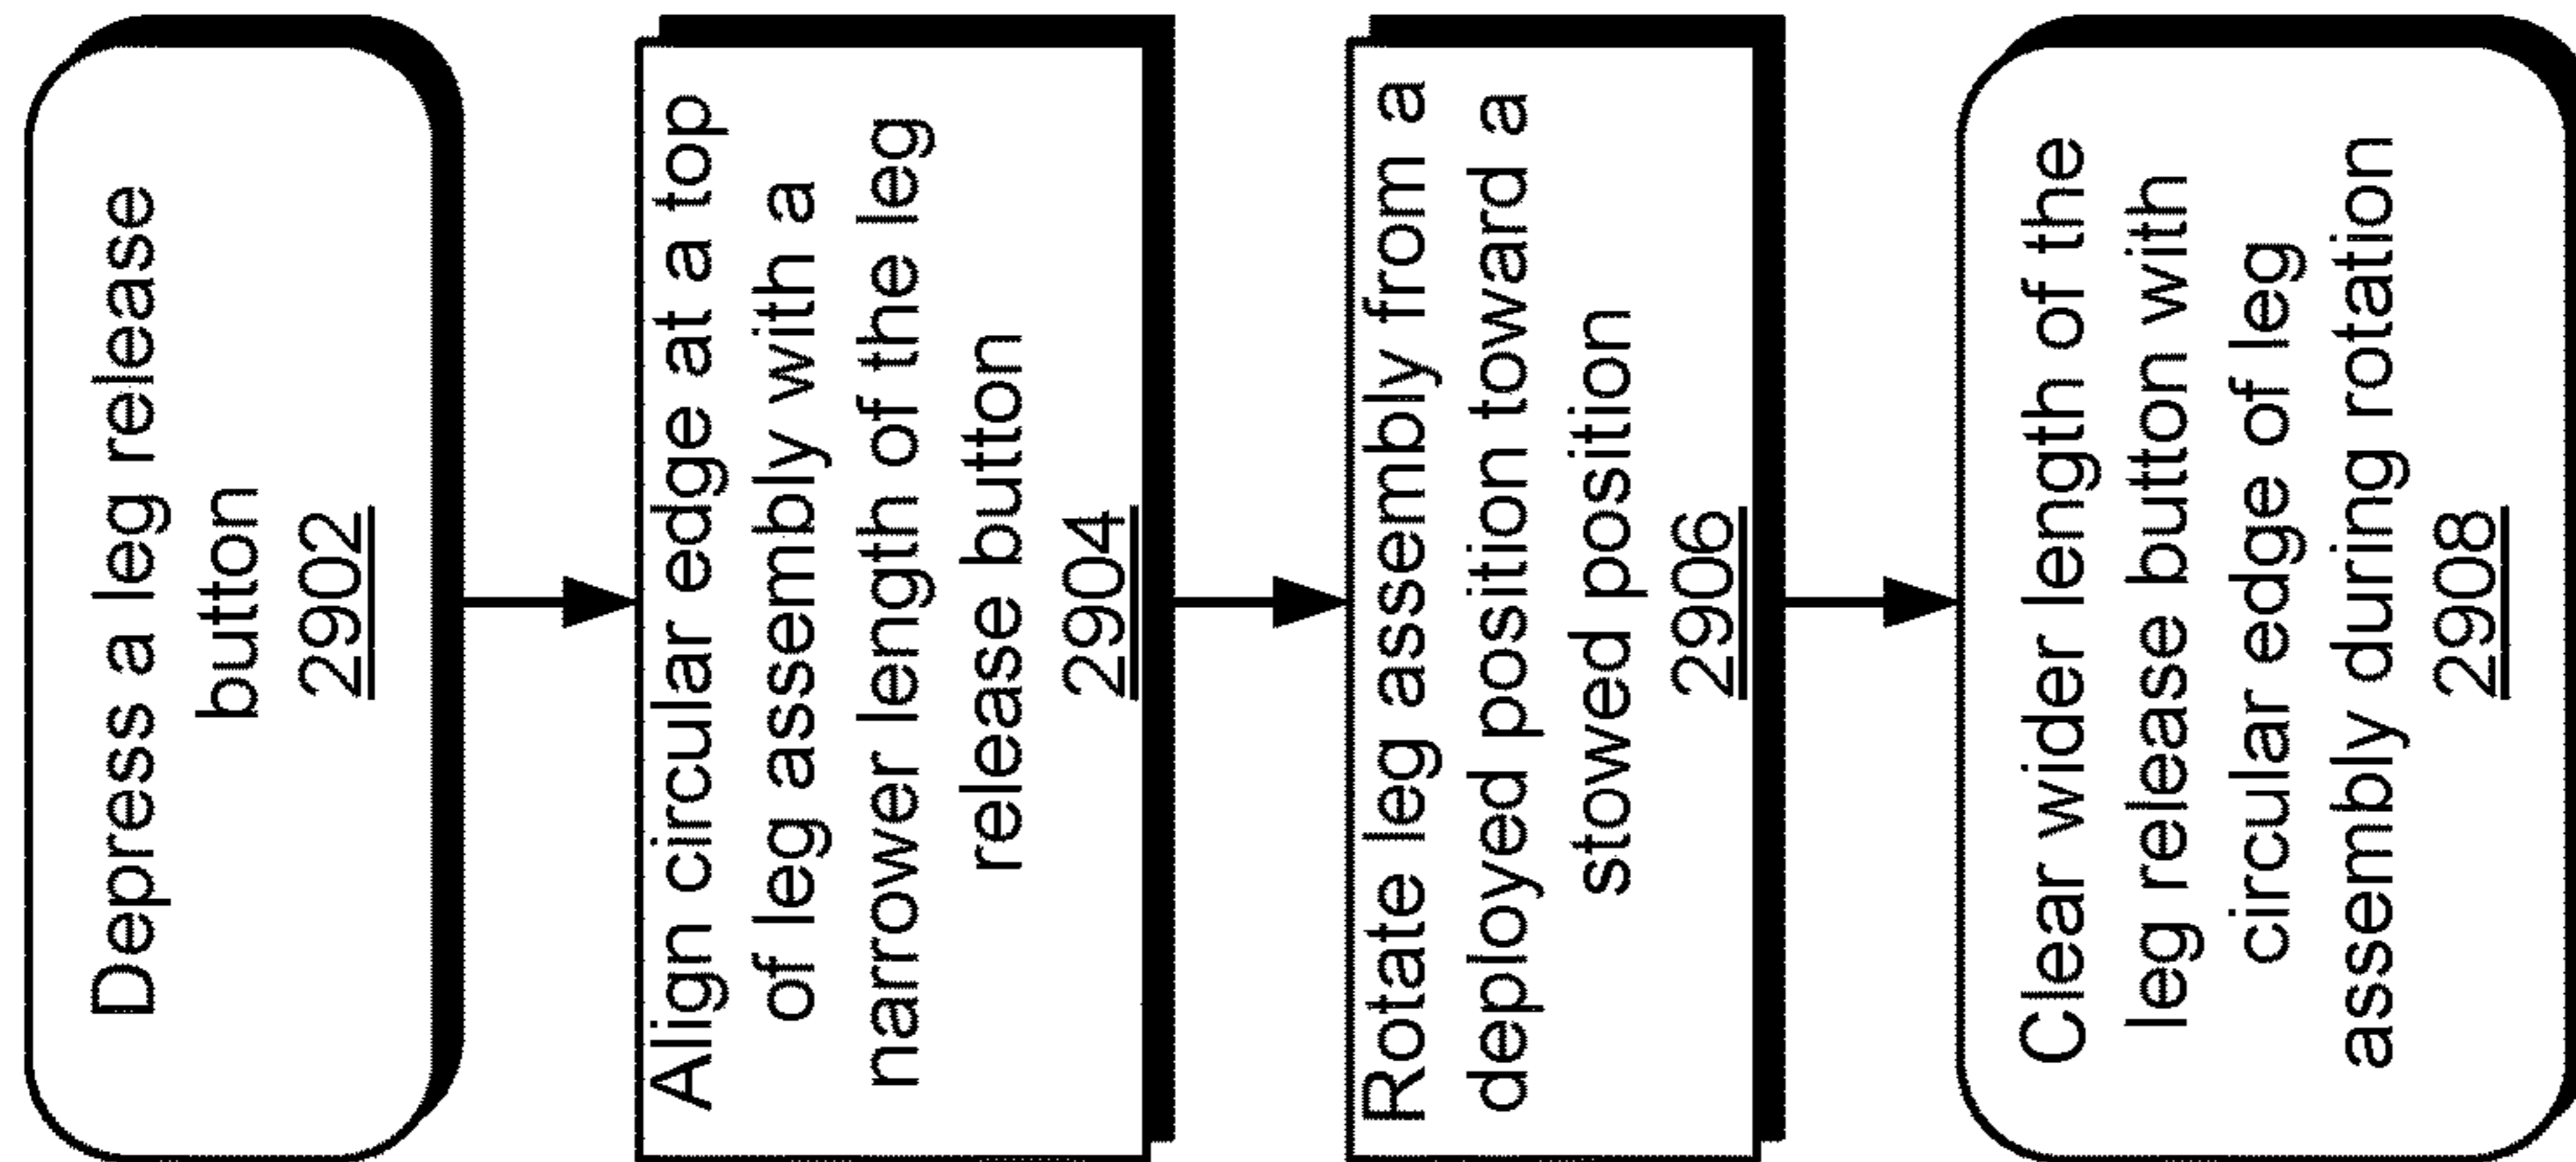 Depress a leg release
button
2902
Align circular edge at a top
of leg assembly with a
narrower length of the leg
release button
2904
Rotate leg assembly from a
deployed position toward a
stowed position
2906
Clear wider length of the
leg release button with
circular edge of leg
assembly during rotation
2908